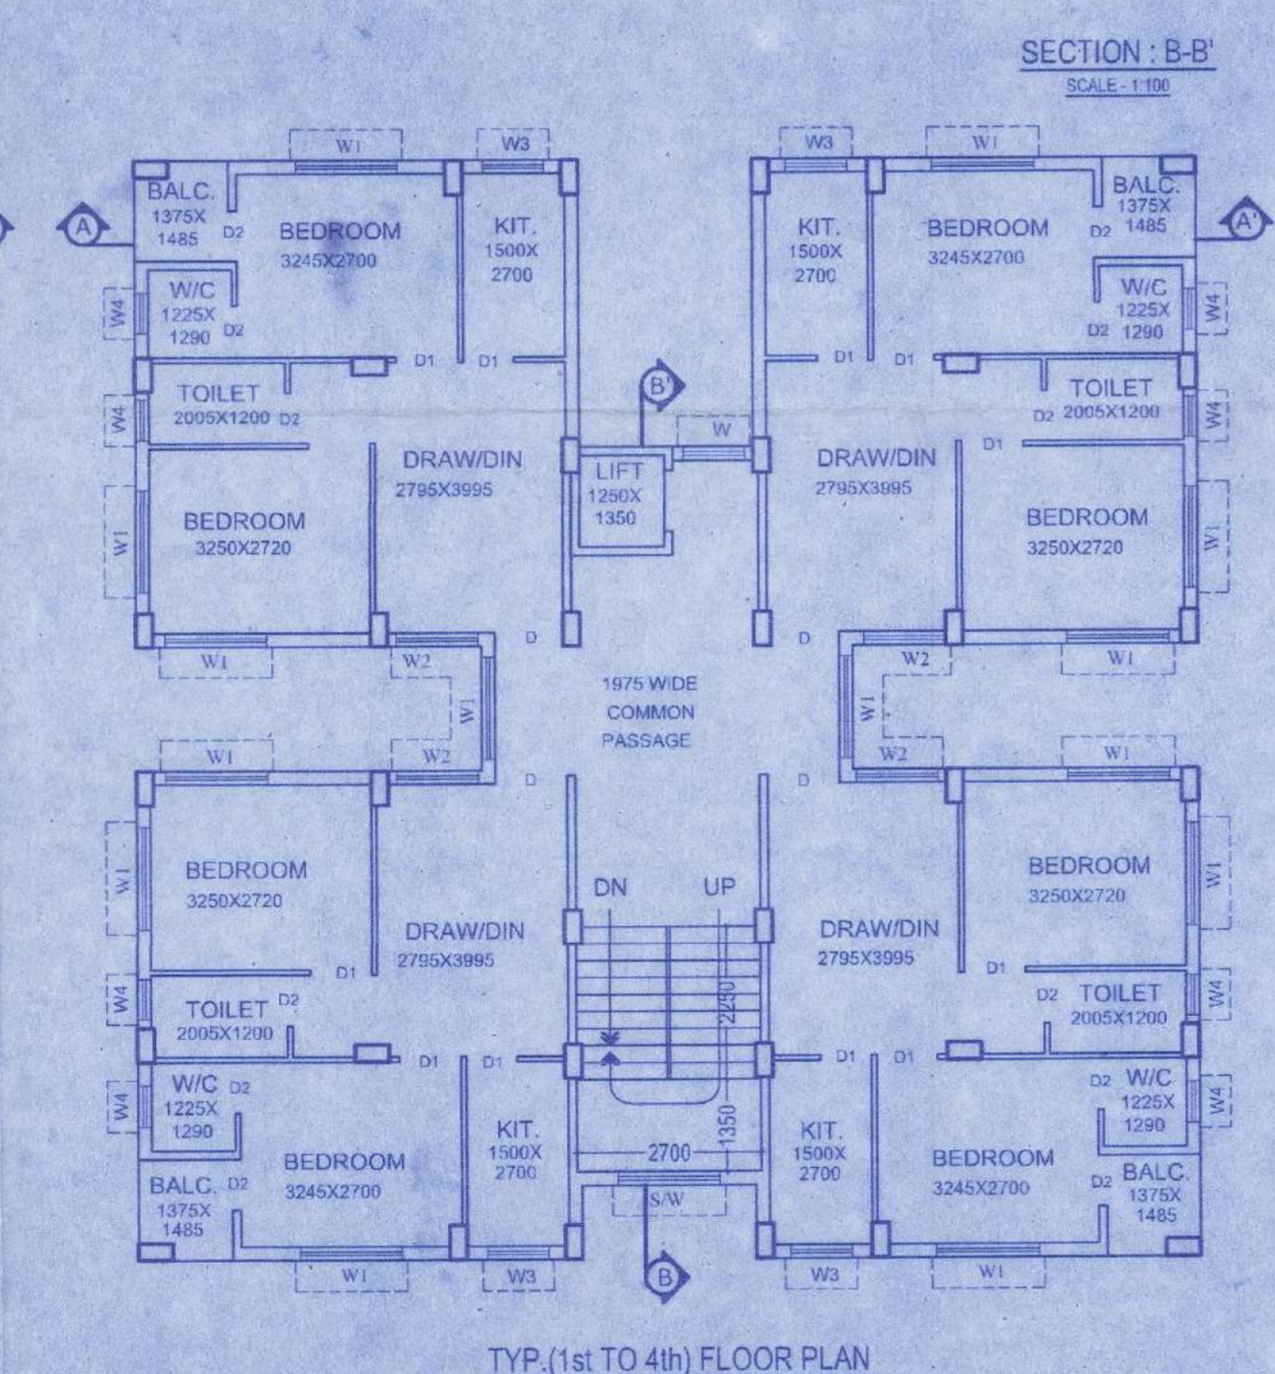 SECTION : B-B'
SCALE - 1:100
W1
W3
W3
W1
BALC.
1375X
1485
D2
BEDROOM
3245X2700
KIT.
1500X
2700
KIT.
1500X
2700
BEDROOM
3245X2700
D2
BALC.
1375X
1485
A
A'
W4
W/C
1225X
1290
D2
D2
W/C
1225X
1290
W4
D1
D1
D1
D1
B'
W4
TOILET
2005X1200
D2
D2
TOILET
2005X1200
W4
W
D1
DRAW/DIN
2795X3995
LIFT
1250X
1350
DRAW/DIN
2795X3995
W1
BEDROOM
3250X2720
BEDROOM
3250X2720
W1
D
D
W1
W2
W2
W1
W1
1975 WIDE
COMMON
PASSAGE
W1
W1
W2
W2
W1
D
D
W1
BEDROOM
3250X2720
DN
UP
BEDROOM
3250X2720
W1
DRAW/DIN
2795X3995
DRAW/DIN
2795X3995
D1
D1
W4
TOILET
2005X1200
D2
2250
D2
TOILET
2005X1200
W4
D1
D1
D1
D1
W4
W/C
1225X
1290
D2
D2
W/C
1225X
1290
W4
1350
BEDROOM
3245X2700
KIT.
1500X
2700
2700
KIT.
1500X
2700
BEDROOM
3245X2700
BALC.
1375X
1485
D2
D2
BALC.
1375X
1485
S/W
W1
W3
B
W3
W1
TYP.(1st TO 4th) FLOOR PLAN